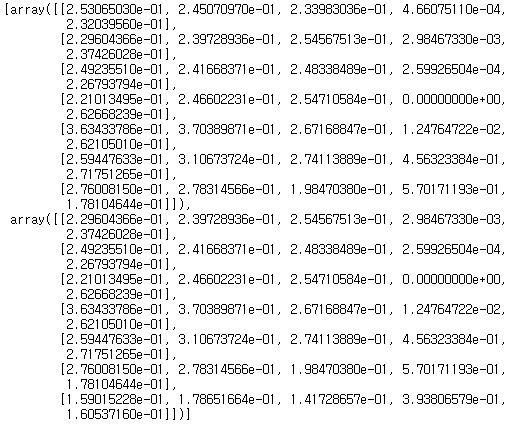 [array([[2.53065030e-01, 2.45070970e-01, 2.33983036e-01, 4.66075110e-04,
2.32039560e-01],
[2.29604366e-01, 2.39728936e-01, 2.54567513e-01, 2.98467330e-03,
2.37426028e-01],
[2.49235510e-01, 2.41668371e-01, 2.48338489e-01, 2.59926504e-04,
2.26793794e-01],
[2.21013495e-01, 2.46602231e-01, 2.54710584e-01, 0.00000000e+00,
2.62668239e-01],
[3.63433786e-01, 3.70389871e-01, 2.67168847e-01, 1.24764722e-02,
2.62105010e-01],
[2.59447633e-01, 3.10673724e-01, 2.74113889e-01, 4.56323384e-01,
2.71751265e-01],
[2.76008150e-01, 2.78314566e-01, 1.98470380e-01, 5.70171193e-01,
1.78104644e-01]]),
array([[2.29604366e-01, 2.39728936e-01, 2.54567513e-01, 2.98467330e-03,
2.37426028e-01],
[2.49235510e-01, 2.41668371e-01, 2.48338489e-01, 2.59926504e-04,
2.26793794e-01],
[2.21013495e-01, 2.46602231e-01, 2.54710584e-01, 0.00000000e+00,
2.62668239e-01],
[3.63433786e-01, 3.70389871e-01, 2.67168847e-01, 1.24764722e-02,
2.62105010e-01],
[2.59447633e-01, 3.10673724e-01, 2.74113889e-01, 4.56323384e-01,
2.71751265e-01],
[2.76008150e-01, 2.78314566e-01, 1.98470380e-01, 5.70171193e-01,
1.78104644e-01],
[1.59015228e-01, 1.78651664e-01, 1.41728657e-01, 3.93806579e-01,
1.60537160e-01]])]